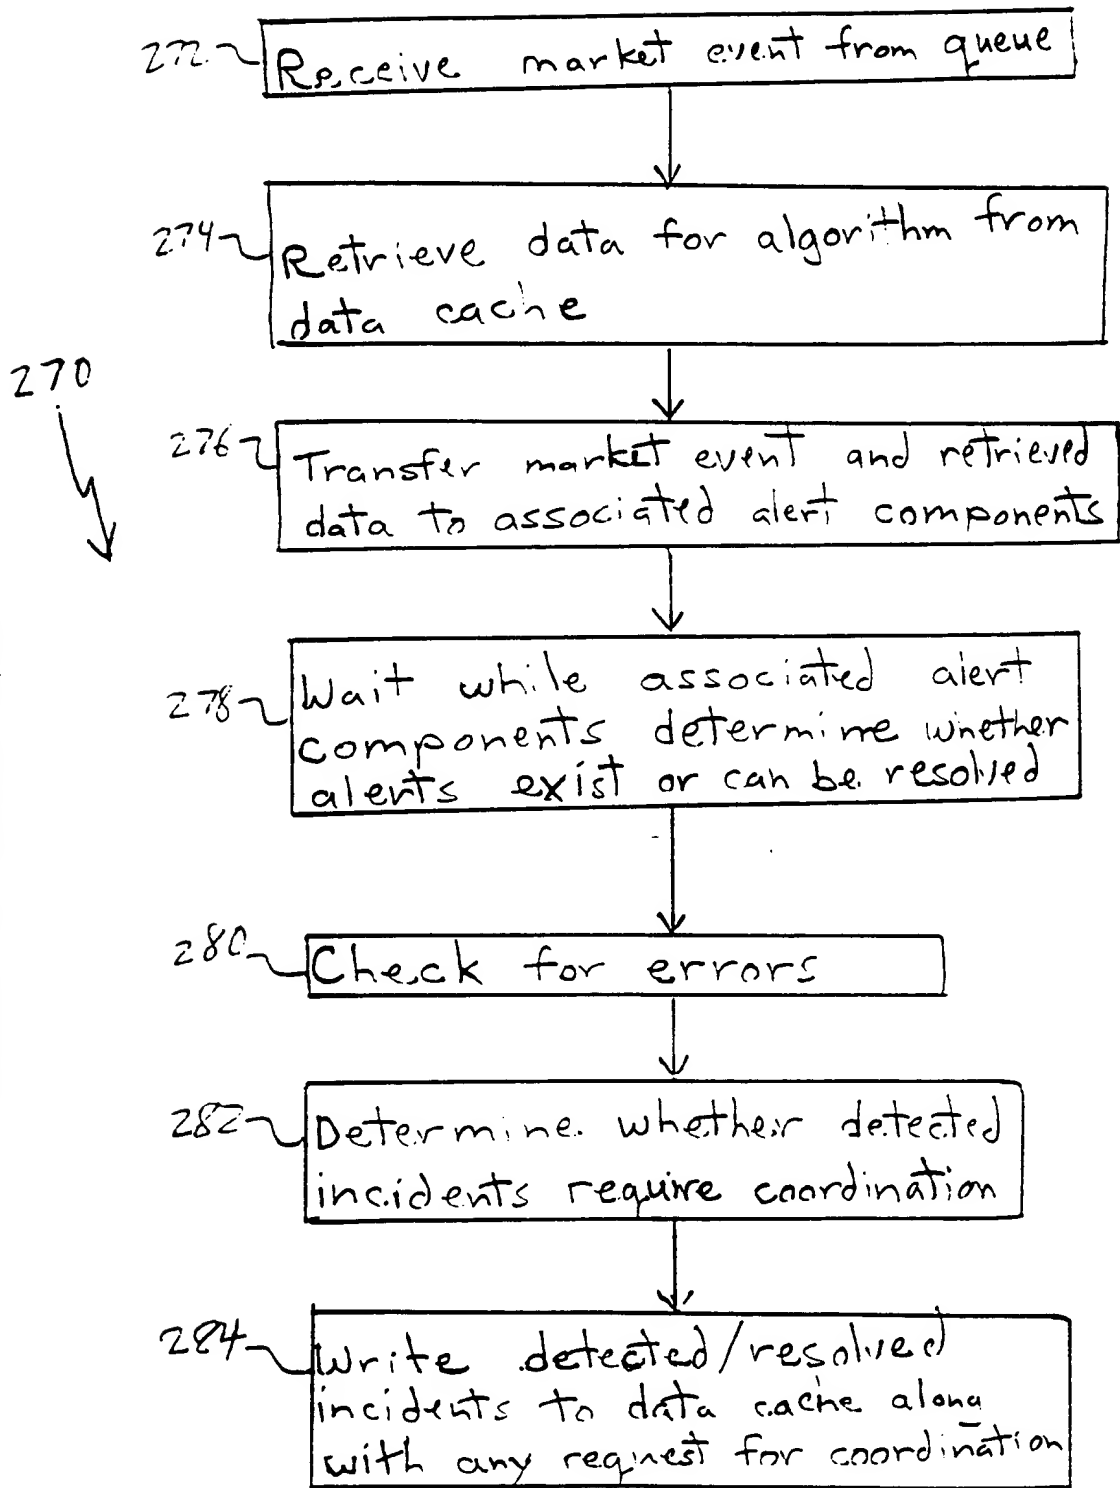 272
Receive market event from queue
274
Retrieve data for algorithm from
data cache
270
276
Transfer market event and retrieved
data to associated alert components
278
Wait while associated alert
components determine whether
alerts exist or can be resolved
280
Check for errors
282
Determine whether detected
incidents require coordination
284
Write detected/resolved
incidents to data cache along
with any request for coordination